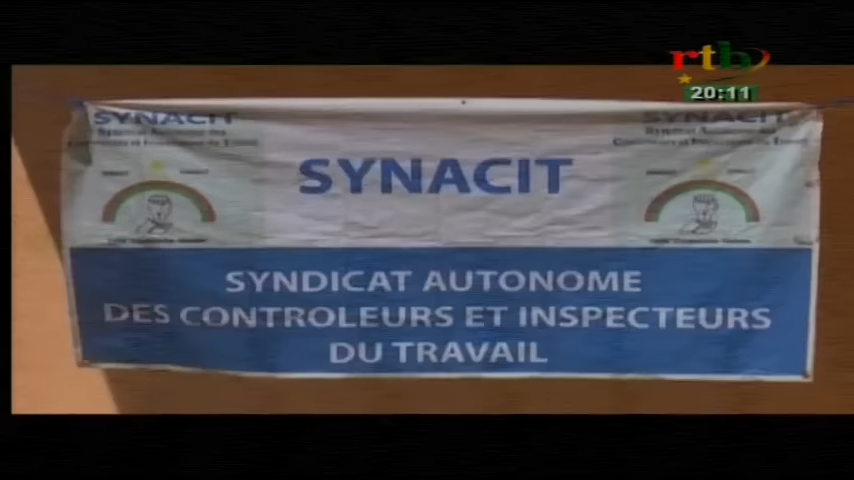 rtb
20:11
SYNACIT SYNACIT
SYNACIT
SYNDICAT AUTONOME
DES CONTROLEURS ET INSPECTEURS
DU TRAVAIL